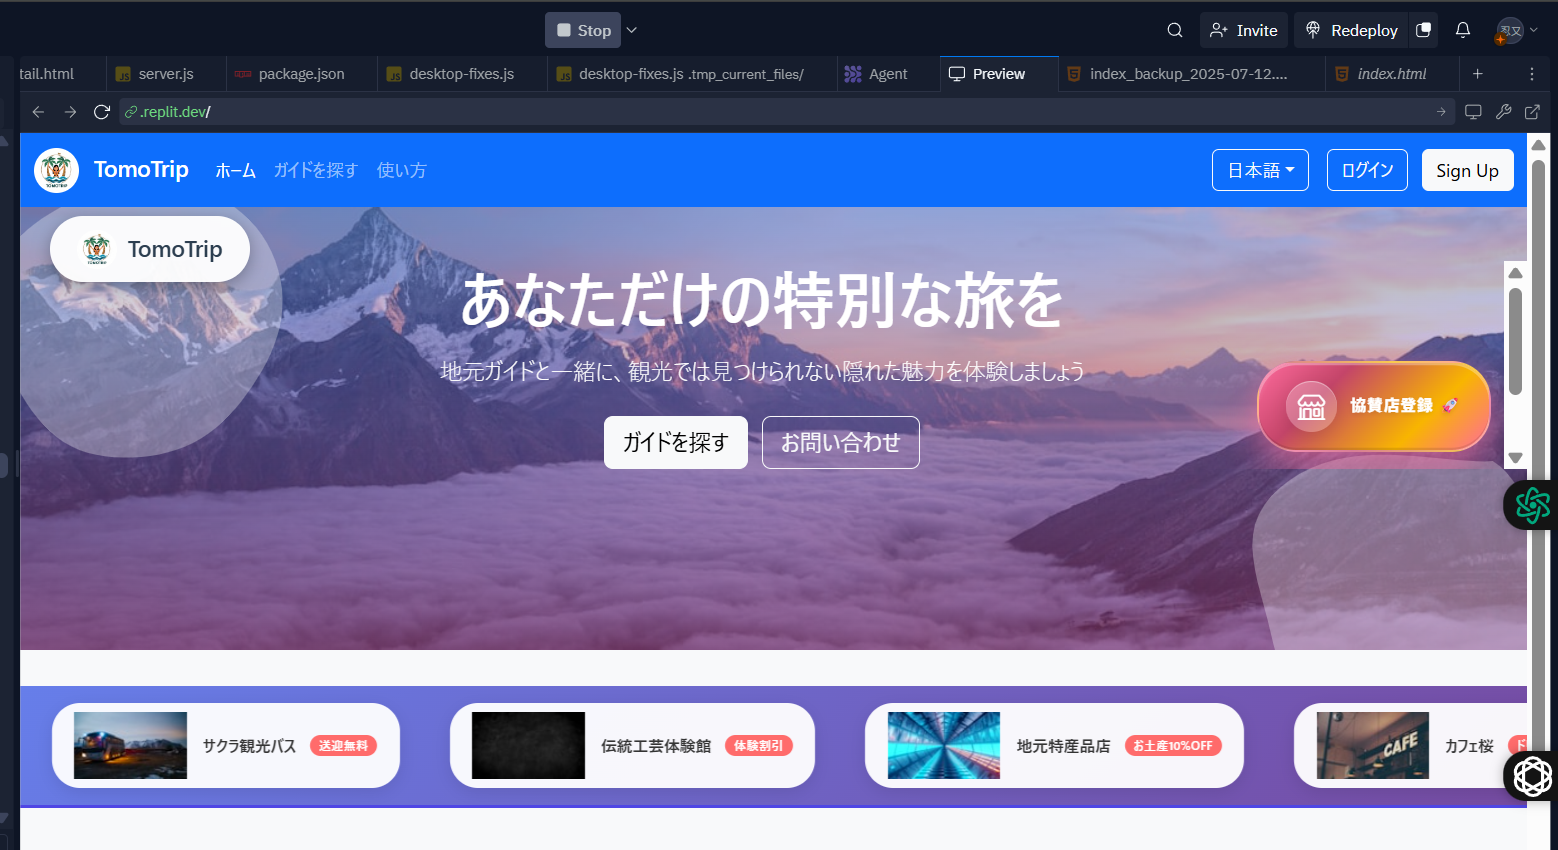 Stop
Invite
Redeploy
忍又
tail.html
server.js
package.json
desktop-fixes.js
desktop-fixes.js .tmp_current_files/
Agent
Preview
index_backup_2025-07-12....
index.html
.replit.dev/
TomoTrip
ホーム
ガイドを探す
使い方
日本語
ログイン
Sign Up
TomoTrip
あなただけの特別な旅を
地元ガイドと一緒に、観光では見つけられない隠れた魅力を体験しましょう
ガイドを探す
お問い合わせ
協賛店登録 🚀
サクラ観光バス
送迎無料
伝統工芸体験館
体験割引
地元特産品店
お土産10%OFF
CAFE
カフェ桜
ド